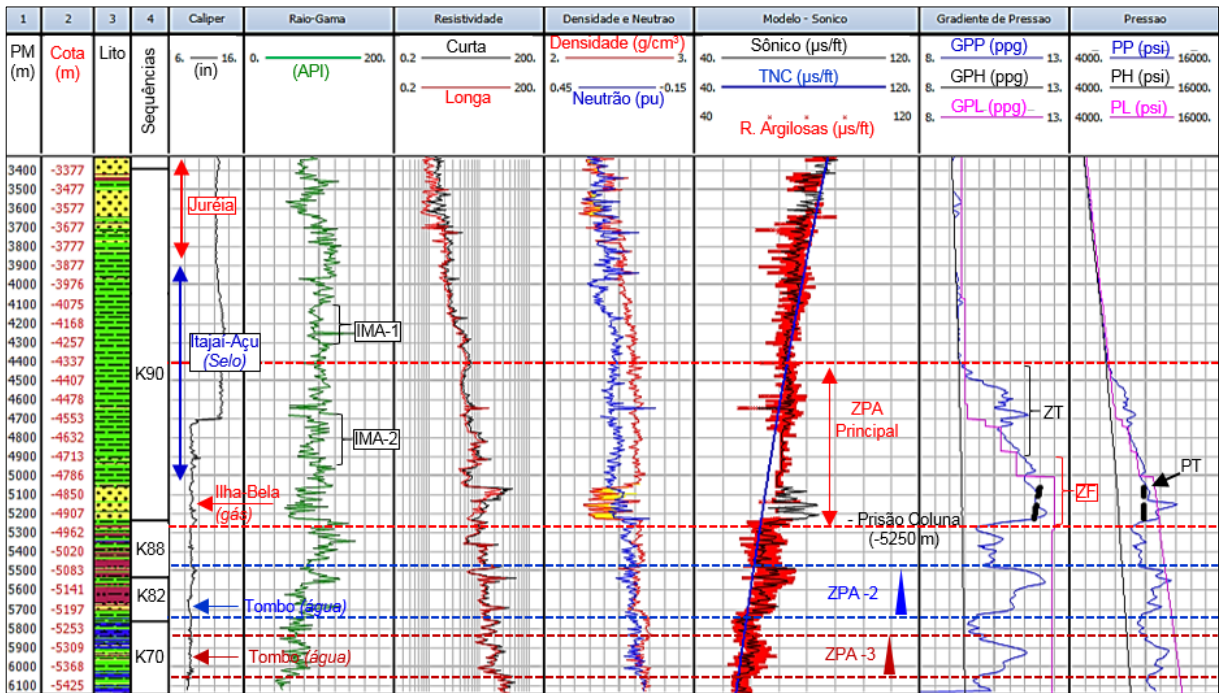 1 2 3 4 Caliper Raio-Gama Resistividade Densidade e Neutrao Modelo - Sonico Gradiente de Pressao Pressao
PM (m)
Cota (m)
Lito
Sequências
6. 16.
(in)
0. 200.
(API)
Curta
0.2 200.
0.2 200.
Longa
Densidade (g/cm³)
2. 3.
0.45 -0.15
Neutrão (pu)
Sônico (µs/ft)
40. 120.
TNC (µs/ft)
40. 120.
40 120
R. Argilosas (µs/ft)
GPP (ppg)
8. 13.
GPH (ppg)
8. 13.
GPL (ppg)
8. 13.
PP (psi)
4000. 16000.
PH (psi)
4000. 16000.
PL (psi)
4000. 16000.
3400 -3377
3500 -3477
3600 -3577
3700 -3677
3800 -3777
3900 -3877
4000 -3976
4100 -4075
4200 -4168
4300 -4257
4400 -4337
4500 -4407
4600 -4478
4700 -4553
4800 -4632
4900 -4713
5000 -4786
5100 -4850
5200 -4907
5300 -4962
5400 -5020
5500 -5083
5600 -5141
5700 -5197
5800 -5253
5900 -5309
6000 -5368
6100 -5425
K90
K88
K82
K70
Juréia
Itajaí-Açu
(Selo)
IMA-1
IMA-2
Ilha-Bela
(gás)
Tombo (água)
Tombo (água)
ZPA
Principal
- Prisão Coluna
(-5250 m)
ZPA -2
ZPA -3
ZT
ZF
PT